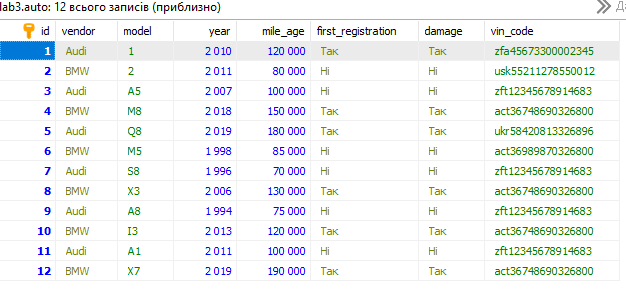 lab3.auto: 12 всього записів (приблизно)
id vendor model year mile_age first_registration damage vin_code
1 Audi 1 2 010 120 000 Так Так zfa45673300002345
2 BMW 2 2 011 80 000 Ні Ні usk55211278550012
3 Audi A5 2 007 100 000 Ні Ні zft12345678914683
4 BMW M8 2 018 150 000 Так Так act36748690326800
5 Audi Q8 2 019 180 000 Так Так ukr58420813326896
6 BMW M5 1 998 85 000 Ні Ні act36989870326800
7 Audi S8 1 996 70 000 Ні Ні zft12345678914683
8 BMW X3 2 006 130 000 Так Так act36748690326800
9 Audi A8 1 994 75 000 Ні Ні zft12345678914683
10 BMW I3 2 013 120 000 Так Так act36748690326800
11 Audi A1 2 011 100 000 Ні Ні zft12345678914683
12 BMW X7 2 019 190 000 Так Так act36748690326800